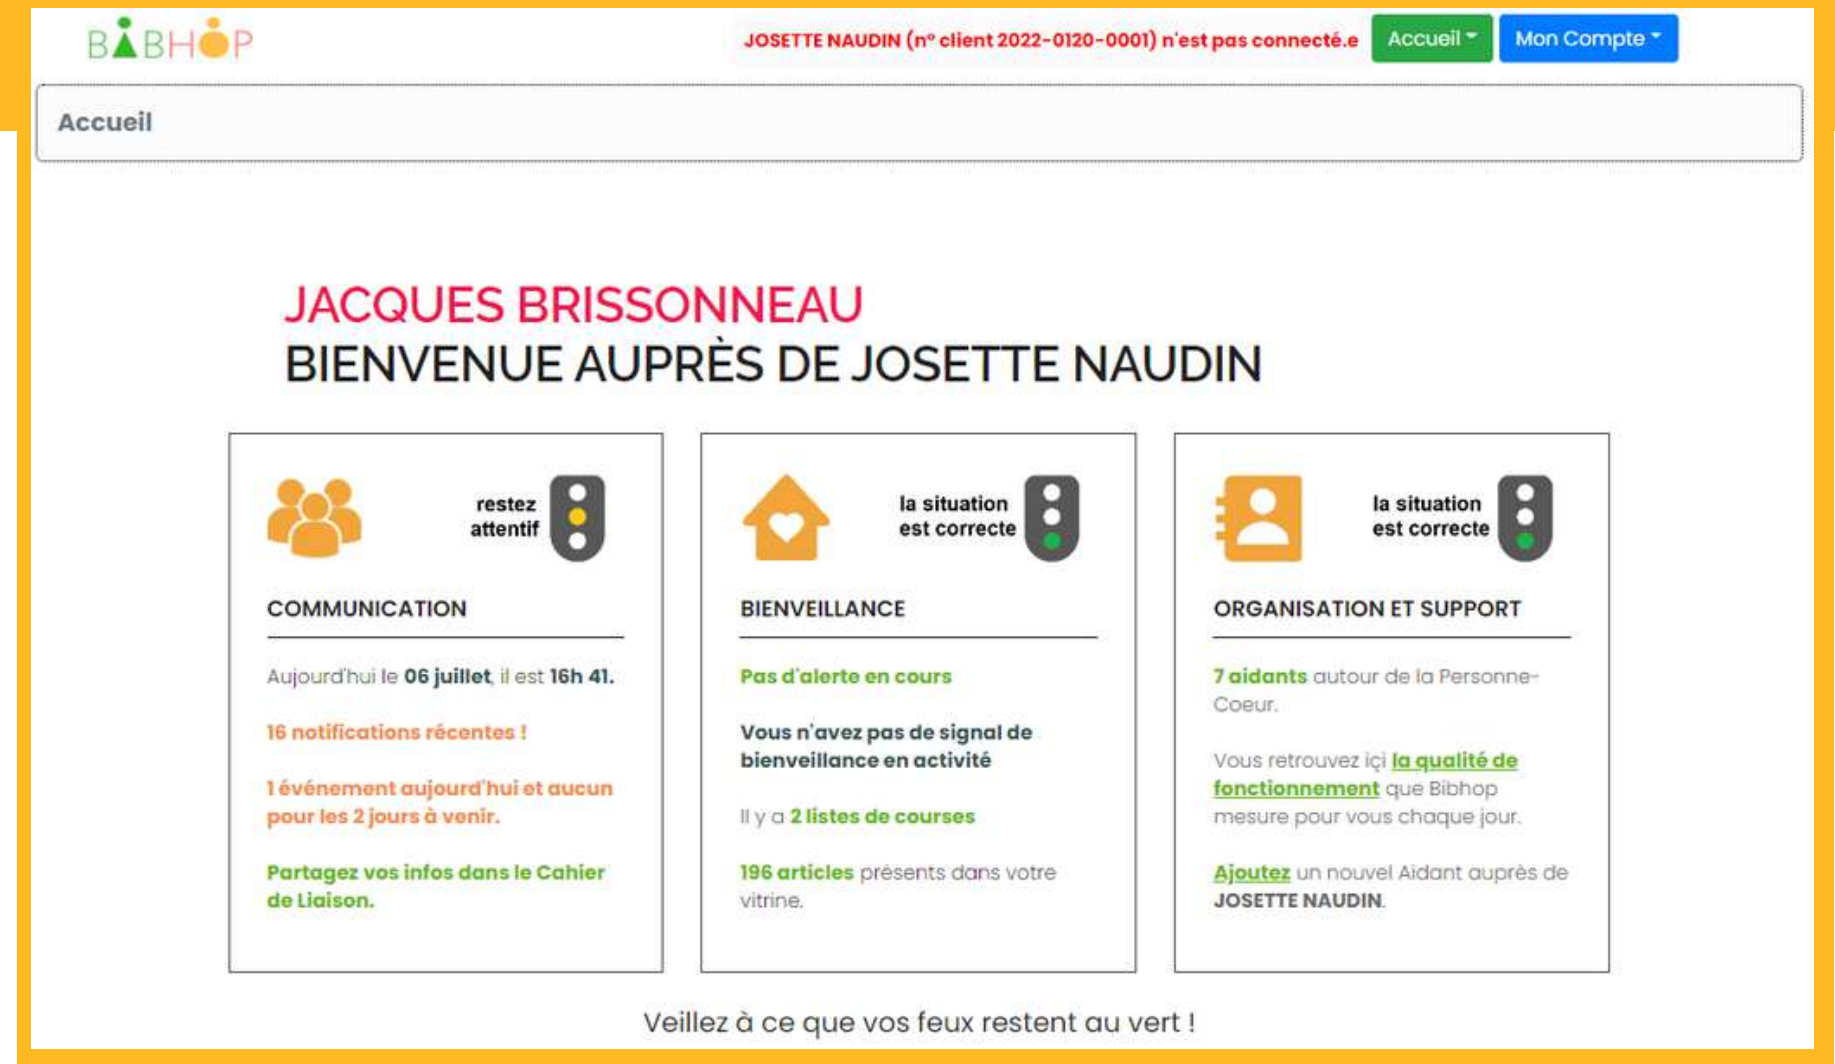 BIBHOP
JOSETTE NAUDIN (n° client 2022-0120-0001) n'est pas connecté.e
Accueil
Mon Compte
Accueil
JACQUES BRISSONNEAU
BIENVENUE AUPRÈS DE JOSETTE NAUDIN
restez
attentif
COMMUNICATION
Aujourd'hui le 06 juillet, il est 16h 41.
16 notifications récentes !
1 événement aujourd'hui et aucun
pour les 2 jours à venir.
Partagez vos infos dans le Cahier
de Liaison.
la situation
est correcte
BIENVEILLANCE
Pas d'alerte en cours
Vous n'avez pas de signal de
bienveillance en activité
Il y a 2 listes de courses
196 articles présents dans votre
vitrine.
la situation
est correcte
ORGANISATION ET SUPPORT
7 aidants autour de la Personne-
Coeur.
Vous retrouvez içi la qualité de
fonctionnement que Bibhop
mesure pour vous chaque jour.
Ajoutez un nouvel Aidant auprès de
JOSETTE NAUDIN.
Veillez à ce que vos feux restent au vert !